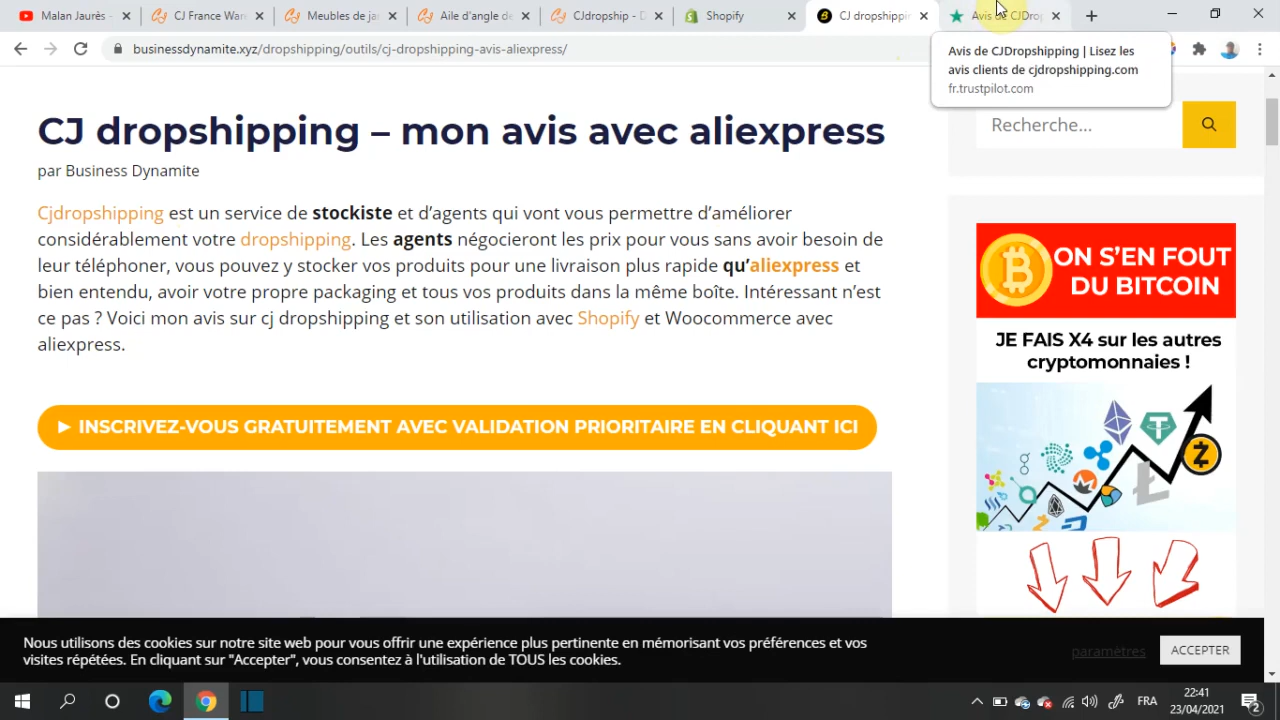 Malan Jaurès -
CJ France Ware
Meubles de jar
Aile d'angle de
CJdropship - D
Shopify
CJ dropshippin
Avis de CJDrop
businessdynamite.xyz/dropshipping/outils/cj-dropshipping-avis-aliexpress/
Avis de CJDropshipping | Lisez les
avis clients de cjdropshipping.com
fr.trustpilot.com
CJ dropshipping – mon avis avec aliexpress
par Business Dynamite
Cjdropshipping est un service de stockiste et d'agents qui vont vous permettre d'améliorer
considérablement votre dropshipping. Les agents négocieront les prix pour vous sans avoir besoin de
leur téléphoner, vous pouvez y stocker vos produits pour une livraison plus rapide qu'aliexpress et
bien entendu, avoir votre propre packaging et tous vos produits dans la même boîte. Intéressant n'est
ce pas ? Voici mon avis sur cj dropshipping et son utilisation avec Shopify et Woocommerce avec
aliexpress.
► INSCRIVEZ-VOUS GRATUITEMENT AVEC VALIDATION PRIORITAIRE EN CLIQUANT ICI
Recherche...
ON S'EN FOUT
DU BITCOIN
JE FAIS X4 sur les autres
cryptomonnaies !
Nous utilisons des cookies sur notre site web pour vous offrir une expérience plus pertinente en mémorisant vos préférences et vos
visites répétées. En cliquant sur "Accepter", vous consentez à l'utilisation de TOUS les cookies.
paramètres
ACCEPTER
FRA
22:41
23/04/2021
2